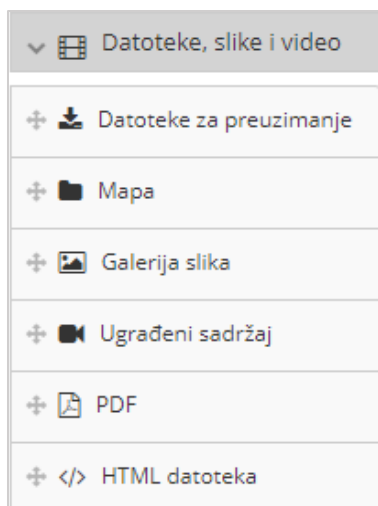 Datoteke, slike i video
Datoteke za preuzimanje
Mapa
Galerija slika
Ugrađeni sadržaj
PDF
HTML datoteka